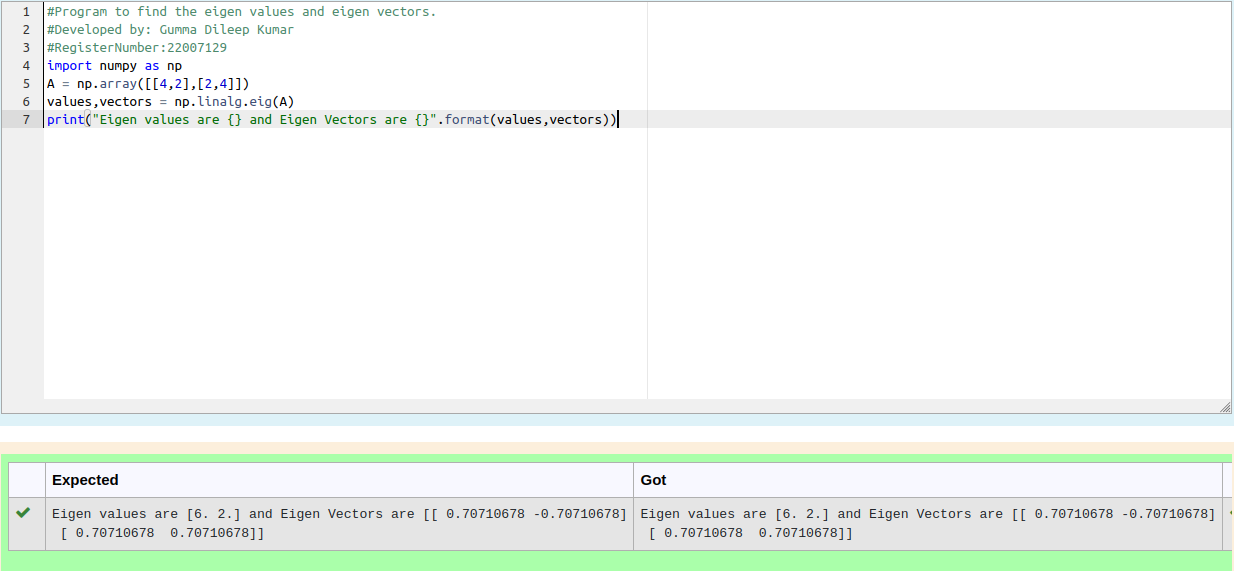 1 #Program to find the eigen values and eigen vectors.
2 #Developed by: Gumma Dileep Kumar
3 #RegisterNumber:22007129
4 import numpy as np
5 A = np.array([[4,2],[2,4]])
6 values,vectors = np.linalg.eig(A)
7 print("Eigen values are {} and Eigen Vectors are {}".format(values,vectors))
Expected Got
Eigen values are [6. 2.] and Eigen Vectors are [[ 0.70710678 -0.70710678] Eigen values are [6. 2.] and Eigen Vectors are [[ 0.70710678 -0.70710678]
[ 0.70710678  0.70710678]] [ 0.70710678  0.70710678]]